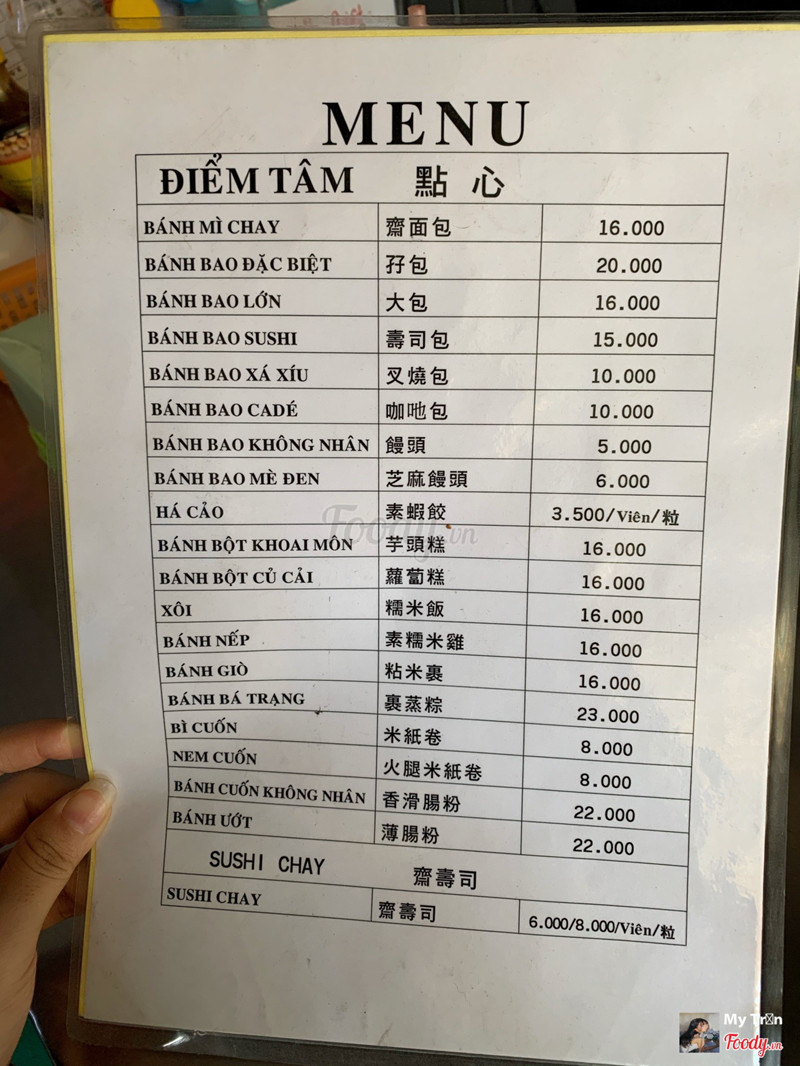 MENU
ĐIỂM TÂM 點心
BÁNH MÌ CHAY 齋面包 16.000
BÁNH BAO ĐẶC BIỆT 孖包 20.000
BÁNH BAO LỚN 大包 16.000
BÁNH BAO SUSHI 壽司包 15.000
BÁNH BAO XÁ XÍU 叉燒包 10.000
BÁNH BAO CADÉ 咖吔包 10.000
BÁNH BAO KHÔNG NHÂN 饅頭 5.000
BÁNH BAO MÈ ĐEN 芝麻饅頭 6.000
HÁ CẢO 素蝦餃 3.500/Viên/粒
BÁNH BỘT KHOAI MÔN 芋頭糕 16.000
BÁNH BỘT CỦ CẢI 蘿蔔糕 16.000
XÔI 糯米飯 16.000
BÁNH NẾP 素糯米雞 16.000
BÁNH GIÒ 粘米裹 16.000
BÁNH BÁ TRẠNG 裹蒸粽 23.000
BÌ CUỐN 米紙卷 8.000
NEM CUỐN 火腿米紙卷 8.000
BÁNH CUỐN KHÔNG NHÂN 香滑腸粉 22.000
BÁNH ƯỚT 薄腸粉 22.000
SUSHI CHAY 齋壽司
SUSHI CHAY 齋壽司 6.000/8.000/Viên/粒
Foody.vn
My Tr
Foody.vn